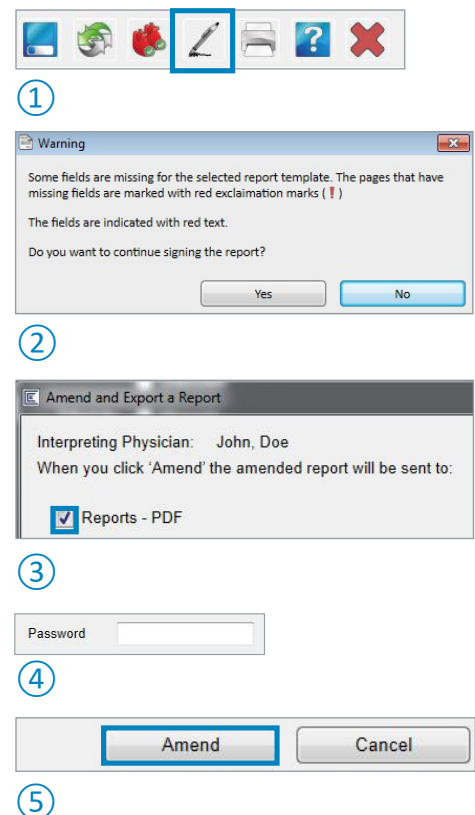 ①
Warning
Some fields are missing for the selected report template. The pages that have
missing fields are marked with red exclaimation marks (!)
The fields are indicated with red text.
Do you want to continue signing the report?
Yes No
②
Amend and Export a Report
Interpreting Physician: John, Doe
When you click 'Amend' the amended report will be sent to:
Reports - PDF
③
Password
④
Amend Cancel
⑤